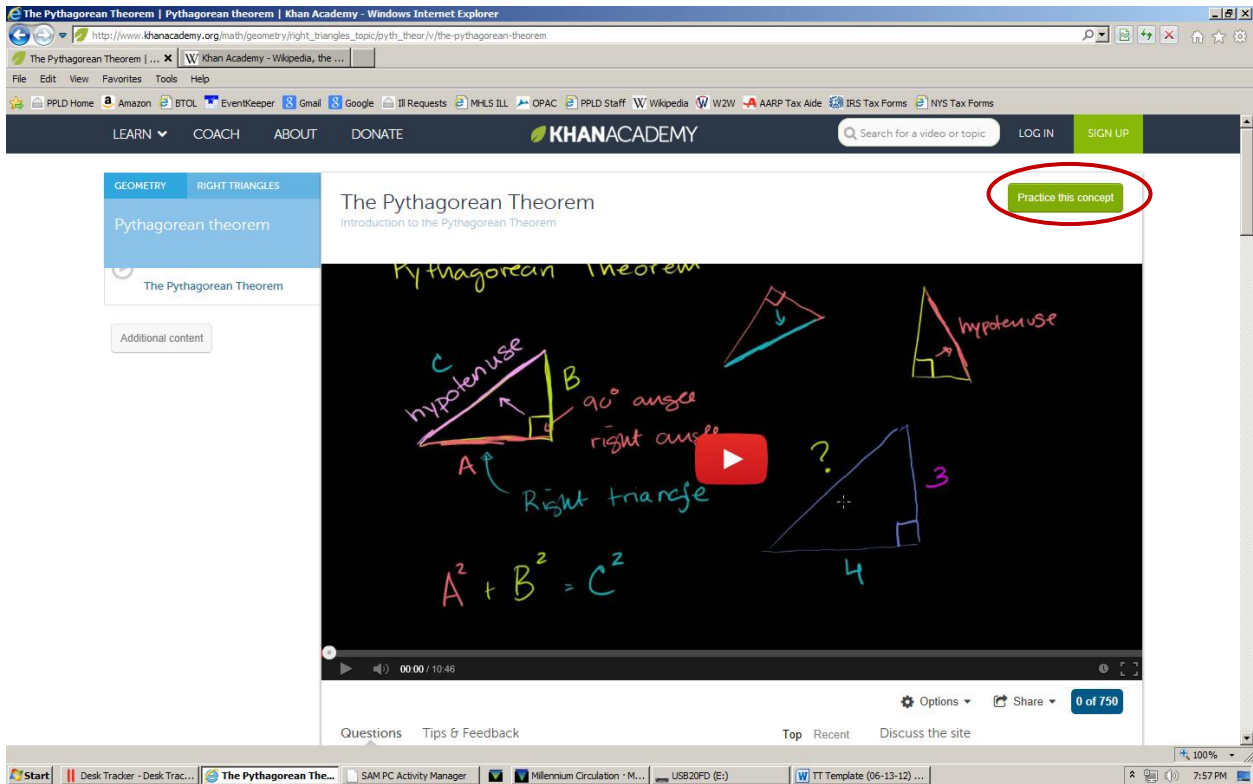 The Pythagorean Theorem | Pythagorean theorem | Khan Academy - Windows Internet Explorer
http://www.khanacademy.org/math/geometry/right_triangles_topic/pyth_theor/v/the-pythagorean-theorem
The Pythagorean Theorem | ... Khan Academy - Wikipedia, the ...
File Edit View Favorites Tools Help
PPLD Home Amazon BTOL EventKeeper Gmail Google Ill Requests MHLS ILL OPAC PPLD Staff Wikipedia W2W AARP Tax Aide IRS Tax Forms NYS Tax Forms
LEARN COACH ABOUT DONATE KHANACADEMY Search for a video or topic LOG IN SIGN UP
GEOMETRY RIGHT TRIANGLES
Pythagorean theorem
The Pythagorean Theorem
Additional content
The Pythagorean Theorem
Introduction to the Pythagorean Theorem
Practice this concept
Pythagorean Theorem
C
hypotenuse
B
90° angle
right angle
A
Right triangle
A² + B² = C²
hypotenuse
?
3
4
00:00 / 10:46
Options Share 0 of 750
Questions Tips & Feedback Top Recent Discuss the site
100%
Start Desk Tracker - Desk Trac... The Pythagorean The... SAM PC Activity Manager Millennium Circulation · M... USB20FD (E:) TT Template (06-13-12) ... 7:57 PM